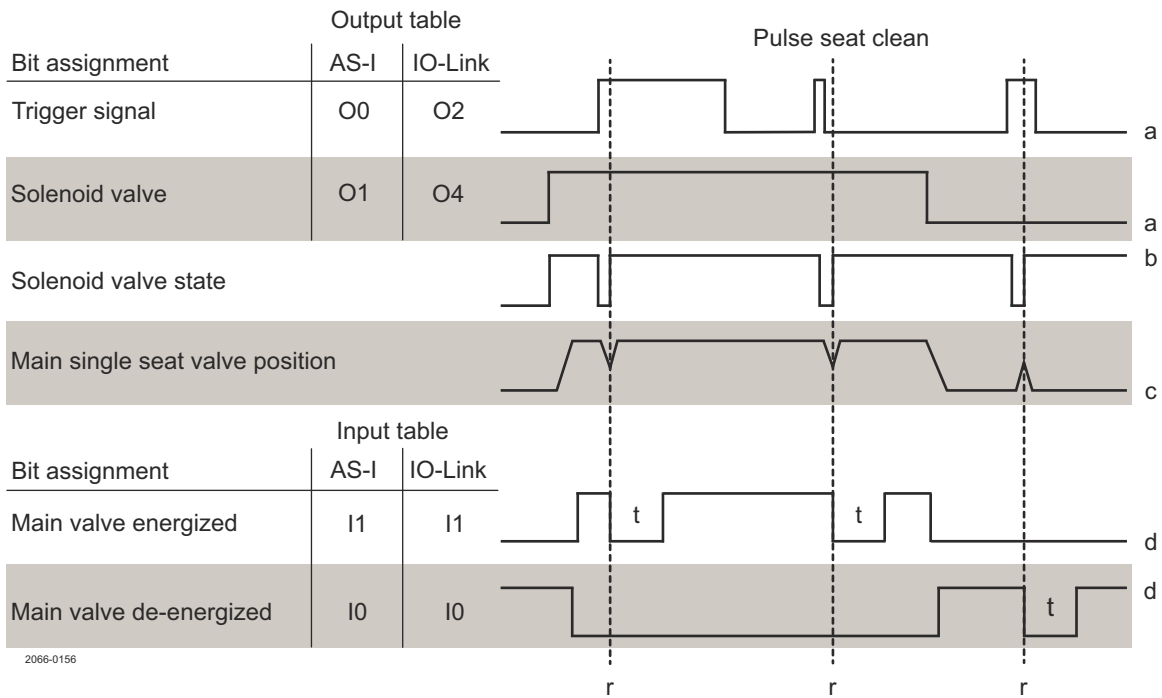 Output table
Pulse seat clean
Bit assignment AS-I IO-Link
Trigger signal O0 O2
a
Solenoid valve O1 O4
a
b
Solenoid valve state
Main single seat valve position
c
Input table
Bit assignment AS-I IO-Link
Main valve energized I1 I1 t t
d
d
Main valve de-energized I0 I0 t
2066-0156
r r r